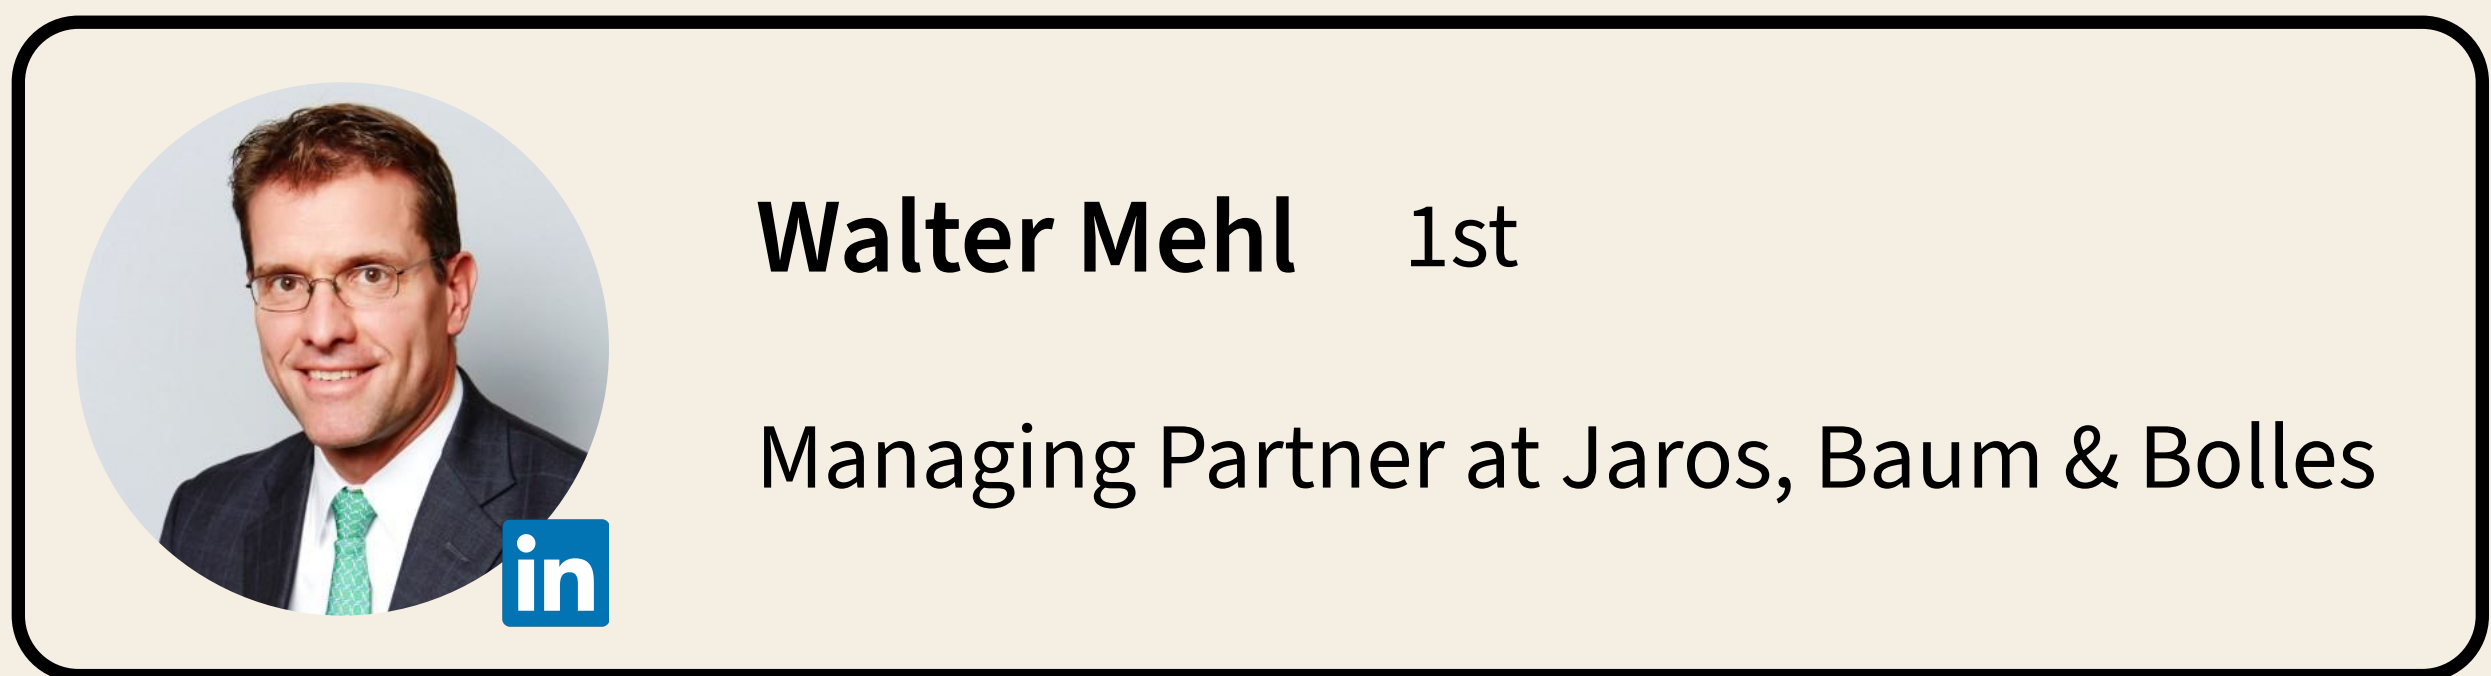 Walter Mehl 1st
Managing Partner at Jaros, Baum & Bolles
in